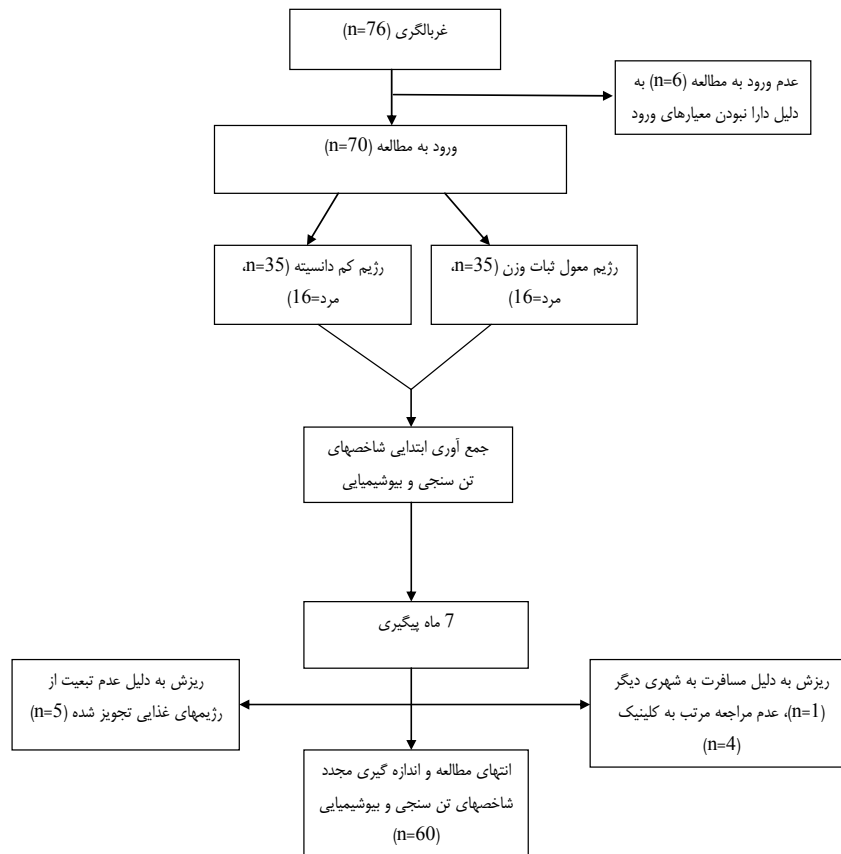 غربالگری (n=76)
عدم ورود به مطالعه (n=6) به
دلیل دارا نبودن معیارهای ورود
ورود به مطالعه (n=70)
رژیم معول ثبات وزن (n=35،
مرد=16)
رژیم کم دانسیته (n=35،
مرد=16)
جمع آوری ابتدایی شاخصهای
تن سنجی و بیوشیمیایی
7 ماه پیگیری
ریزش به دلیل مسافرت به شهری دیگر
(n=1)، عدم مراجعه مرتب به کلینیک
(n=4)
ریزش به دلیل عدم تبعیت از
رژیمهای غذایی تجویز شده (n=5)
انتهای مطالعه و اندازه گیری مجدد
شاخصهای تن سنجی و بیوشیمیایی
(n=60)